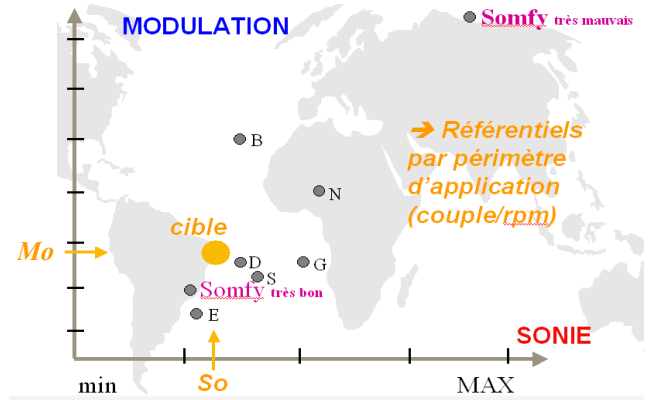 MODULATION
Somfy très mauvais
B
➔ Référentiels
par périmètre
d'application
(couple/rpm)
N
cible
Mo
D
G
S
Somfy très bon
E
SONIE
min
So
MAX